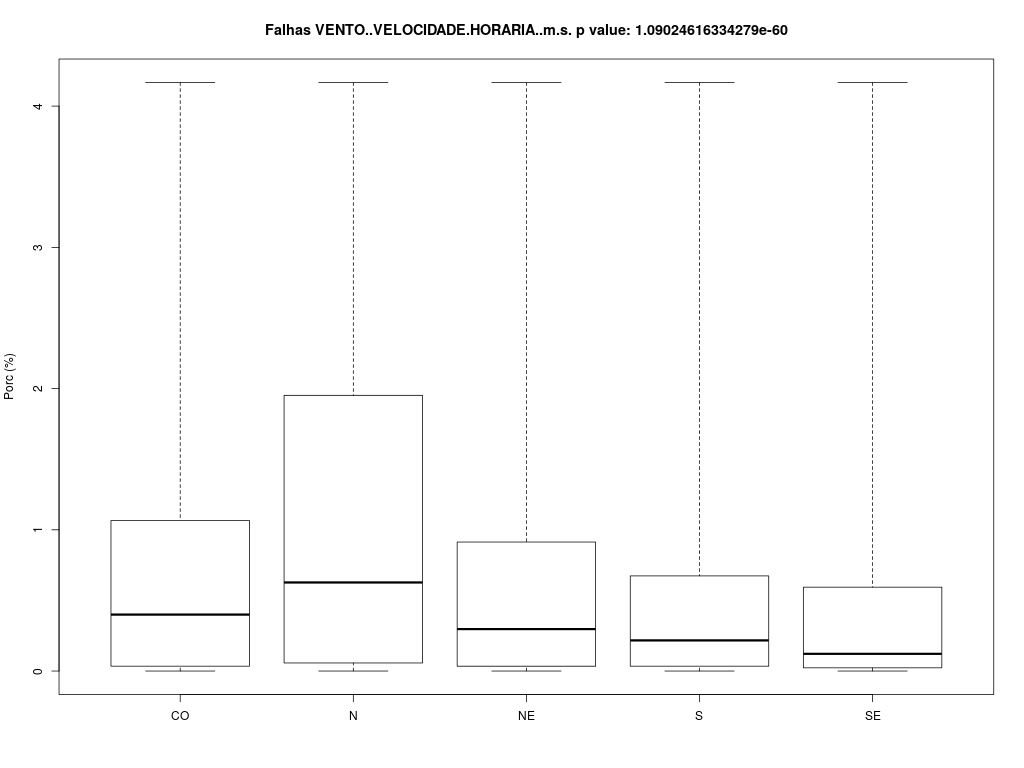 Falhas VENTO..VELOCIDADE.HORARIA..m.s. p value: 1.09024616334279e-60
Porc (%)
4
3
2
1
0
CO N NE S SE